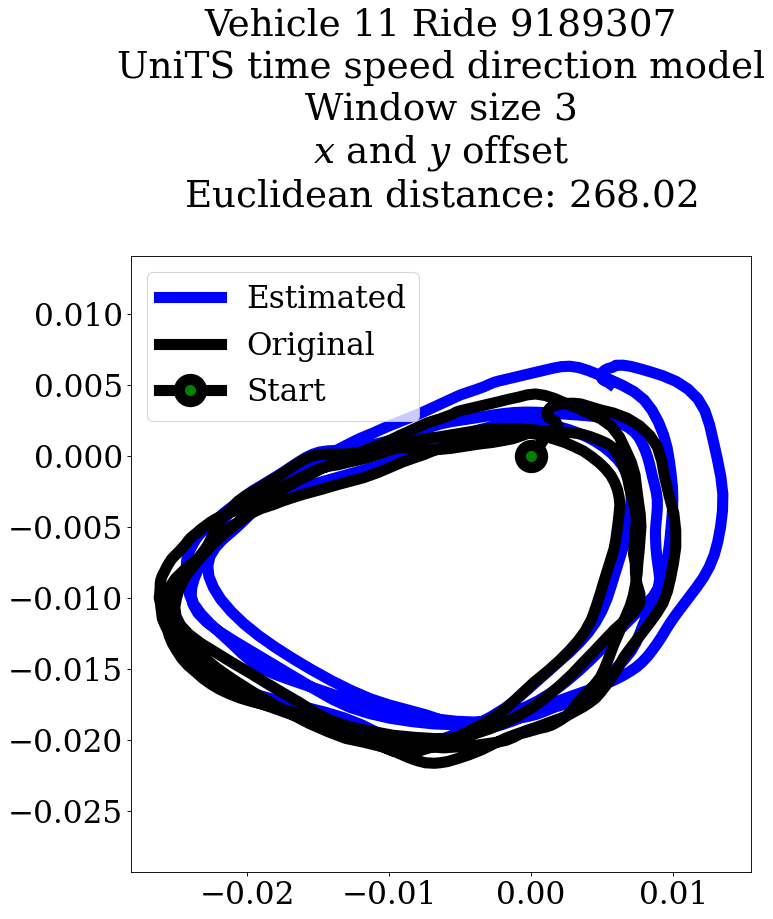 Vehicle 11 Ride 9189307
UniTS time speed direction model
Window size 3
x and y offset
Euclidean distance: 268.02
Estimated
Original
Start
0.010
0.005
0.000
−0.005
−0.010
−0.015
−0.020
−0.025
−0.02 −0.01 0.00 0.01